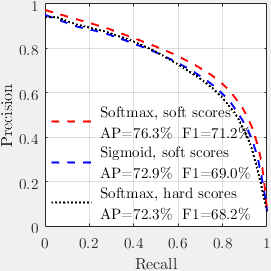 1
0.8
0.6
0.4
0.2
0
Precision
Softmax, soft scores
AP=76.3% F1=71.2%
Sigmoid, soft scores
AP=72.9% F1=69.0%
Softmax, hard scores
AP=72.3% F1=68.2%
0 0.2 0.4 0.6 0.8 1
Recall